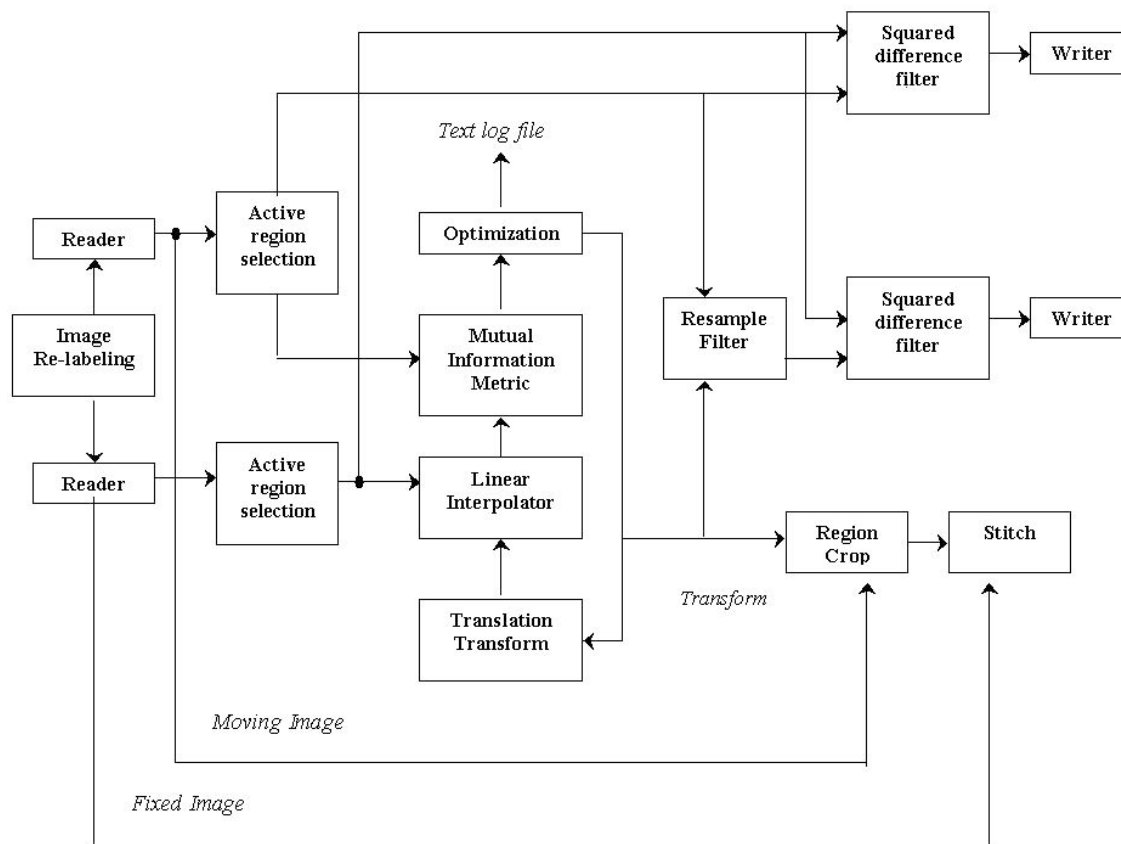 Squared
difference
filter
Writer
Text log file
Active
region
selection
Reader
Optimization
Image
Re-labeling
Mutual
Information
Metric
Resample
Filter
Squared
difference
filter
Writer
Reader
Active
region
selection
Linear
Interpolator
Region
Crop
Stitch
Translation
Transform
Transform
Moving Image
Fixed Image